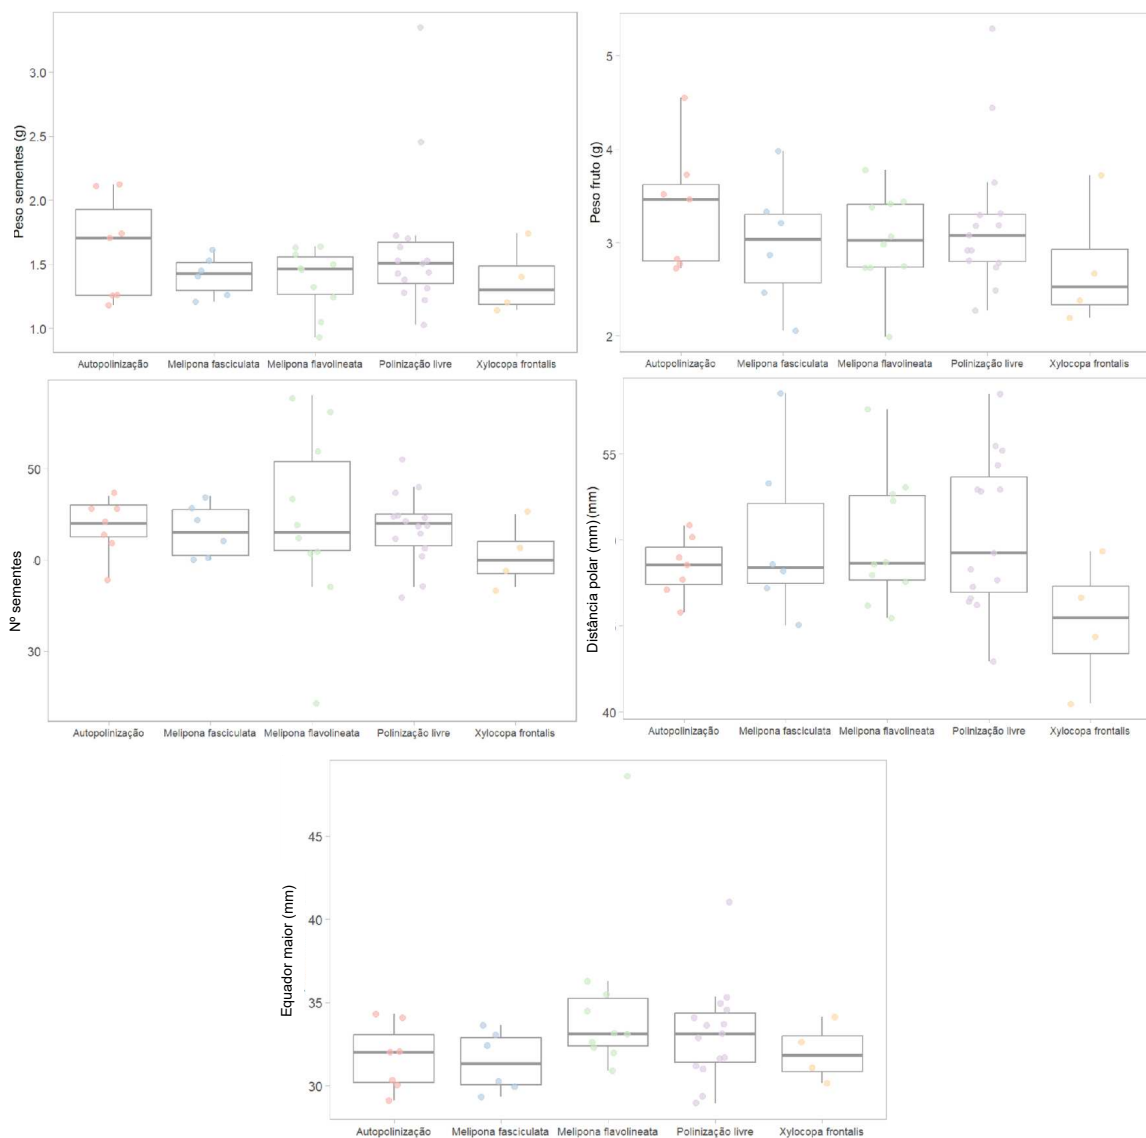 Peso sementes (g)
3.0
2.5
2.0
1.5
1.0
Autopolinização Melipona fasciculata Melipona flavolineata Polinização livre Xylocopa frontalis
Peso fruto (g)
5
4
3
2
Autopolinização Melipona fasciculata Melipona flavolineata Polinização livre Xylocopa frontalis
Nº sementes
50
0
30
Autopolinização Melipona fasciculata Melipona flavolineata Polinização livre Xylocopa frontalis
Distância polar (mm) (mm)
55
40
Autopolinização Melipona fasciculata Melipona flavolineata Polinização livre Xylocopa frontalis
Equador maior (mm)
45
40
35
30
Autopolinização Melipona fasciculata Melipona flavolineata Polinização livre Xylocopa frontalis